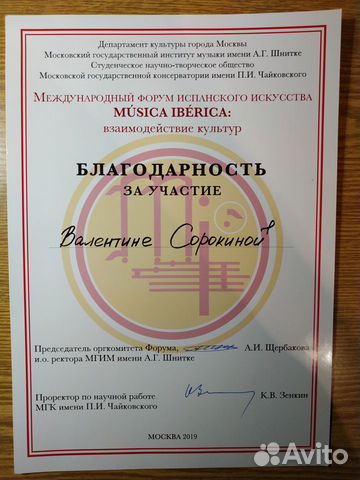 Департамент культуры города Москвы
Московский государственный институт музыки имени А.Г. Шнитке
Студенческое научно-творческое общество
Московской государственной консерватории имени П.И. Чайковского
Международный форум испанского искусства
MÚSICA IBÉRICA:
взаимодействие культур
БЛАГОДАРНОСТЬ
ЗА УЧАСТИЕ
Валентине Сорокиной
Председатель оргкомитета Форума, А.И. Щербакова
и.о. ректора МГИМ имени А.Г. Шнитке
Проректор по научной работе К.В. Зенкин
МГК имени П.И. Чайковского
МОСКВА 2019
Avito